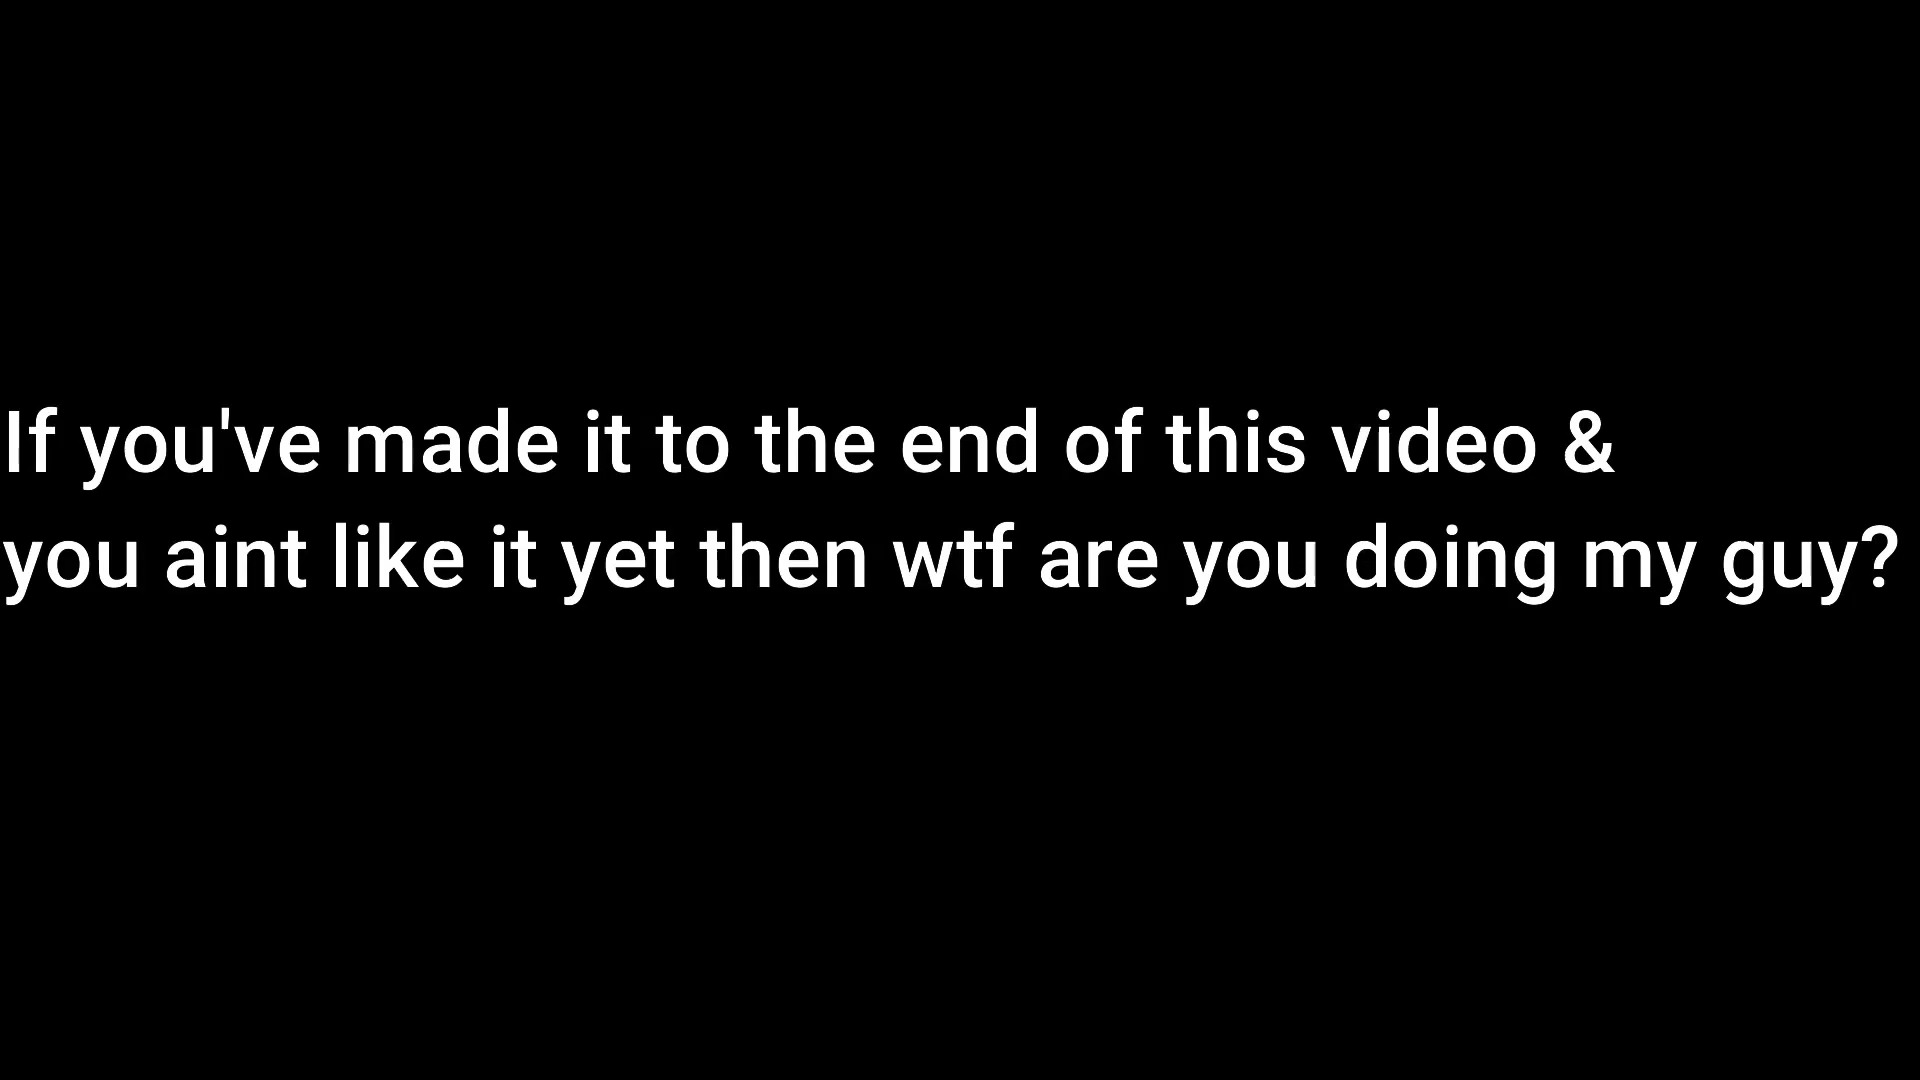 If you've made it to the end of this video &
you aint like it yet then wtf are you doing my guy?